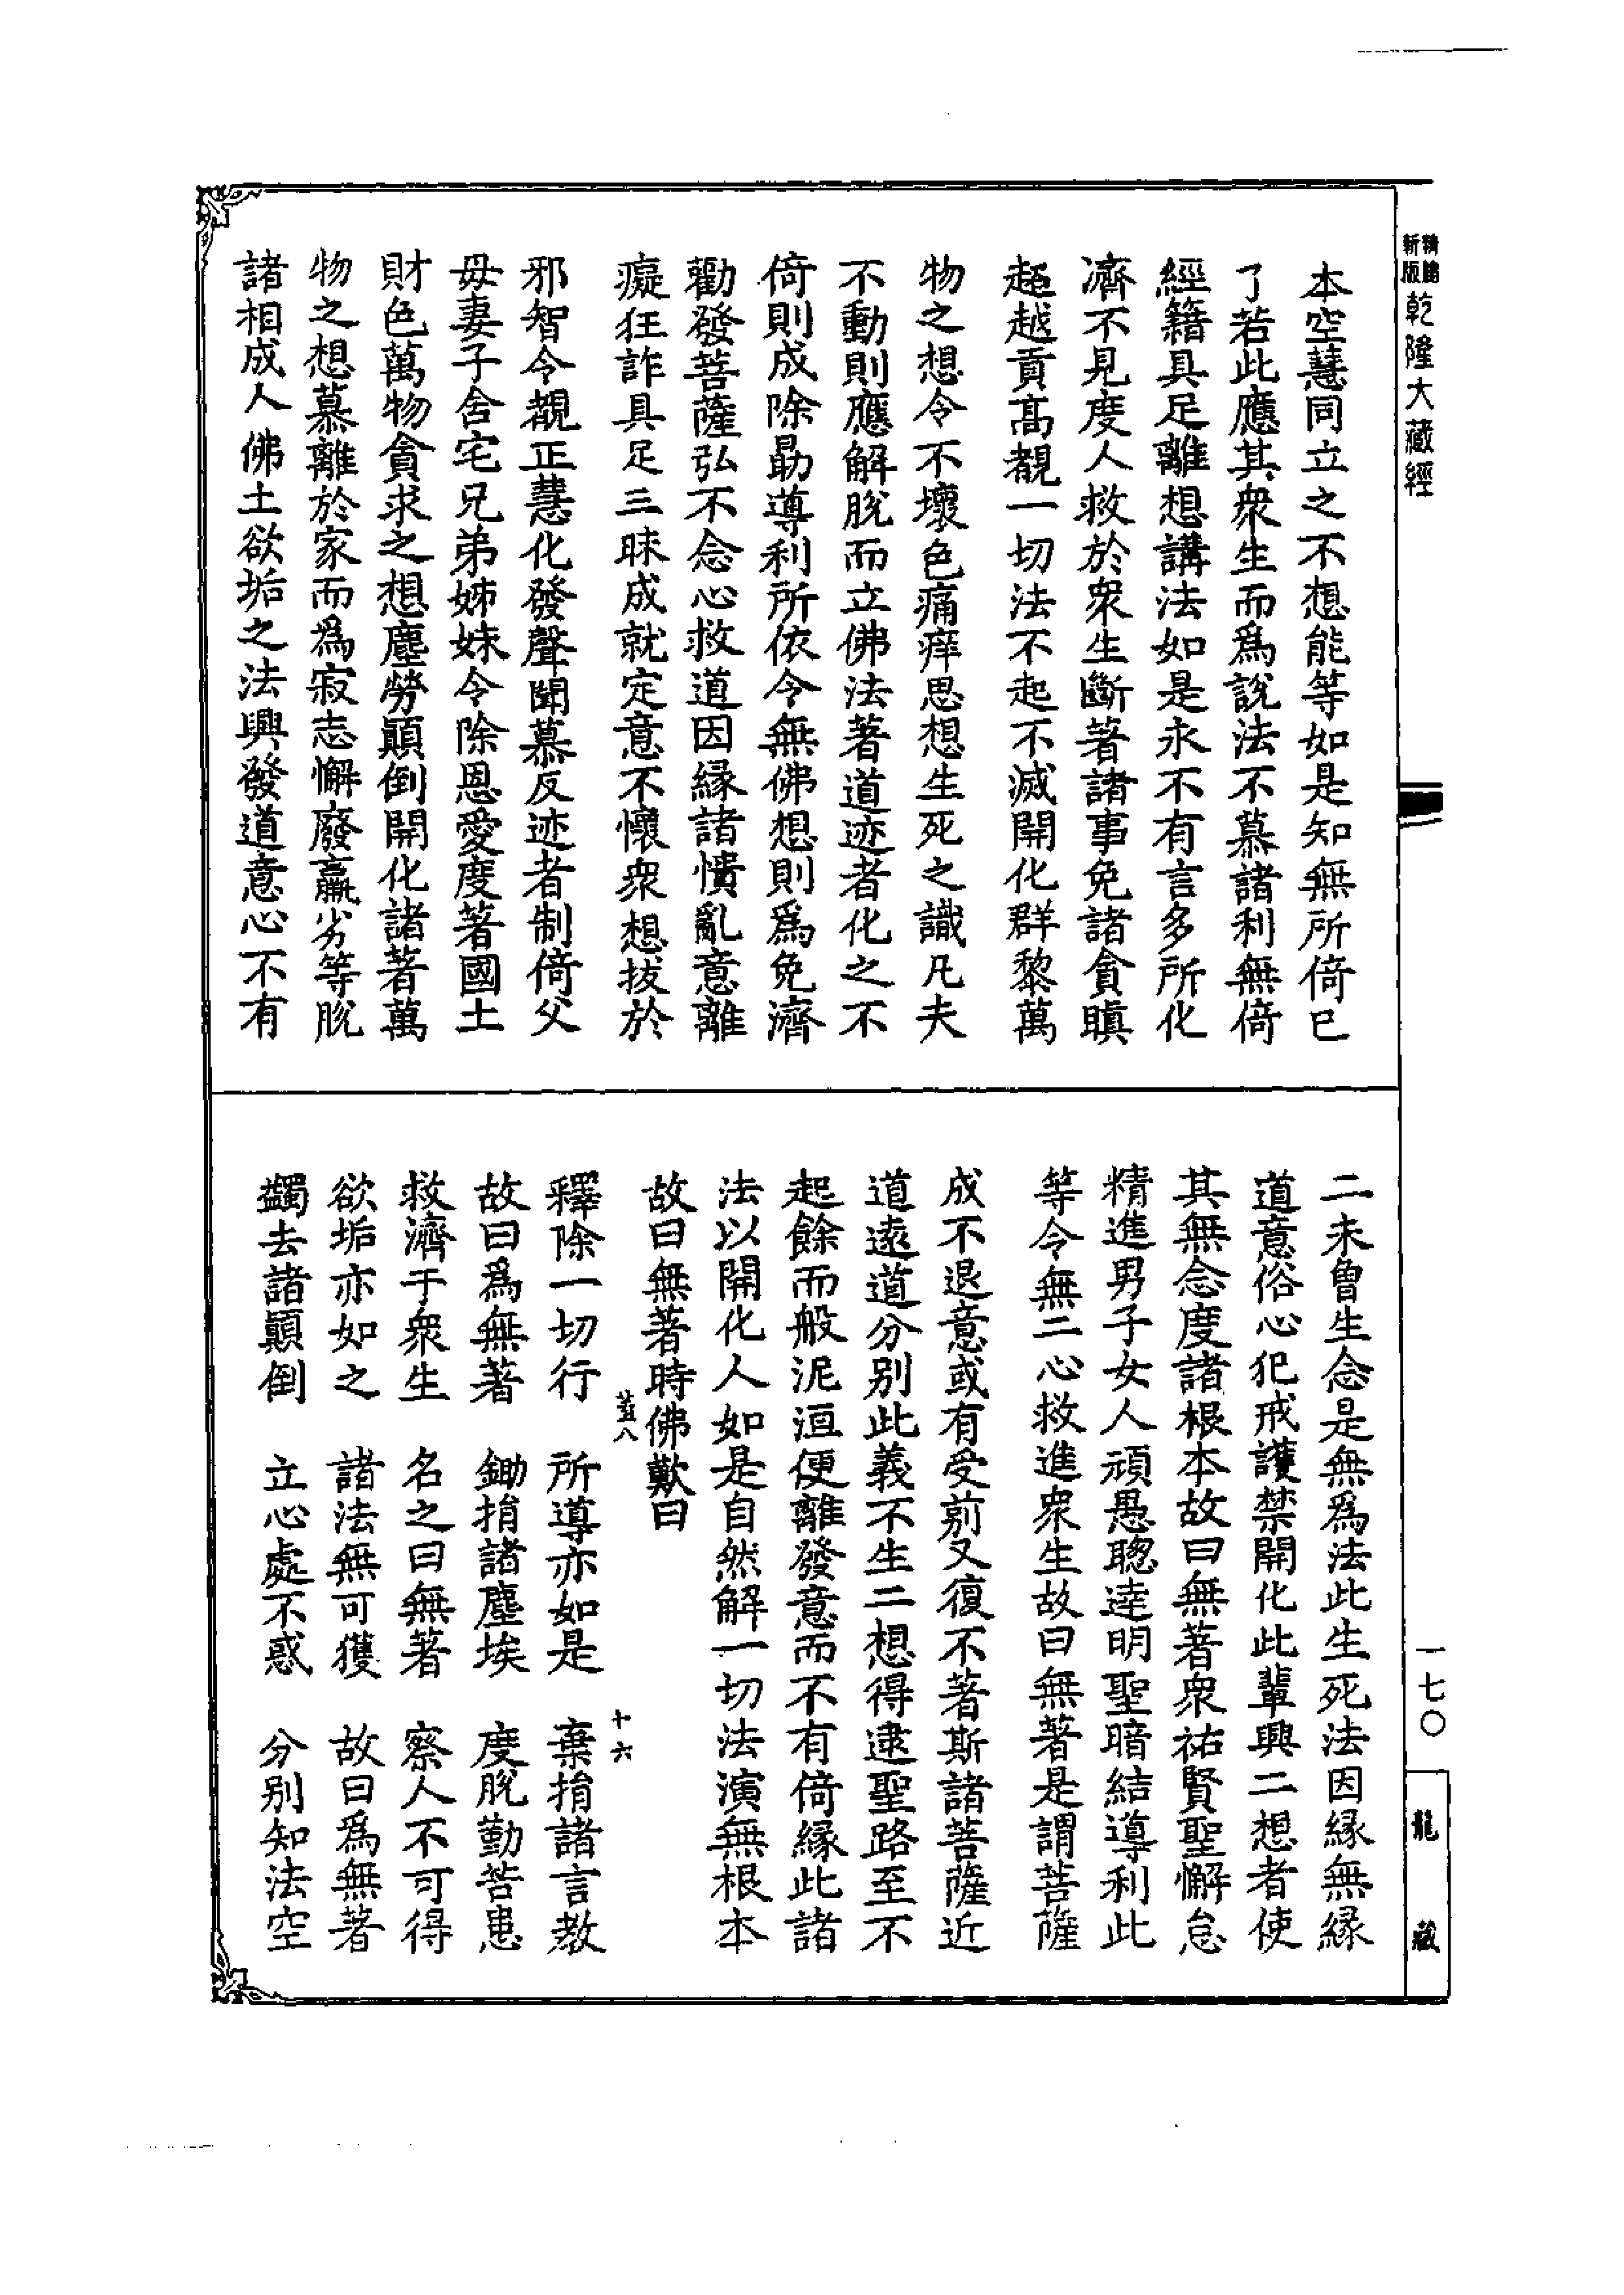 新版 精縮 乾隆大藏經
本空慧同立之不想能等如是知無所倚已
了若此應其衆生而爲說法不慕諸利無倚
經籍具足離想講法如是永不有言多所化
濟不見度人救於衆生斷著諸事免諸貪瞋
超越貢高覩一切法不起不滅開化群黎萬
物之想令不壞色痛痒思想生死之識凡夫
不動則應解脫而立佛法著道迹者化之不
倚則成除勗導利所依令無佛想則爲免濟
勸發菩薩弘不念心救道因緣諸憒亂意離
癡狂詐具足三昧成就定意不懷衆想拔於
邪智令覩正慧化發聲聞慕反迹者制倚父
母妻子舍宅兄弟姊妹令除恩愛度著國土
財色萬物貪求之想塵勞顚倒開化諸著萬
物之想慕離於家而爲寂志懈廢羸劣等脫
諸相成人佛土欲垢之法興發道意心不有
二未曾生念是無爲法此生死法因緣無緣
道意俗心犯戒護禁開化此輩興二想者使
其無念度諸根本故曰無著衆祐賢聖懈怠
精進男子女人頑愚聰達明聖暗結導利此
等令無二心救進衆生故曰無著是謂菩薩
成不退意或有受莂又復不著斯諸菩薩近
道遠道分別此義不生二想得逮聖路至不
起餘而般泥洹便離發意而不有倚緣此諸
法以開化人如是自然解一切法演無根本
故曰無著時佛歎曰
釋除一切行 所導亦如是 棄捐諸言教
故曰爲無著 鋤捐諸塵埃 度脫勤苦患
救濟于衆生 名之曰無著 察人不可得
欲垢亦如之 諸法無可獲 故曰爲無著
蠲去諸顚倒 立心處不惑 分別知法空
八
十六
一七〇
龍藏